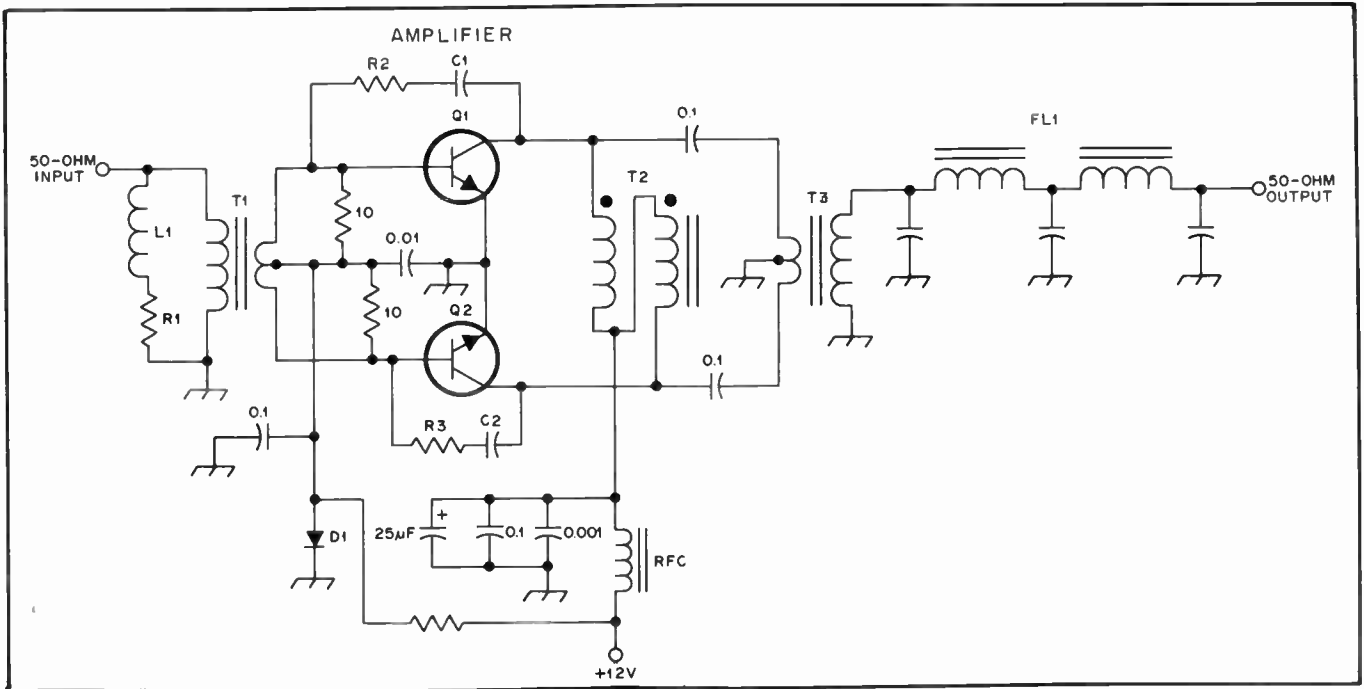 AMPLIFIER
R2
C1
Q1
0.1
FL1
50-OHM
INPUT
T2
50-OHM
OUTPUT
T1
T3
L1
10
0.01
R1
10
Q2
0.1
0.1
R3
C2
25µF
+
0.1
0.001
D1
RFC
+12V